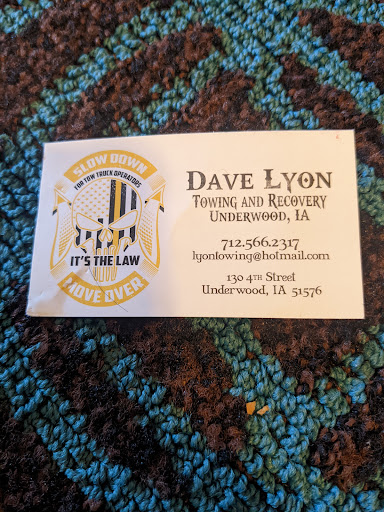 SLOW DOWN
FOR TOW TRUCK OPERATORS
IT'S THE LAW
MOVE OVER
DAVE LYON
TOWING AND RECOVERY
UNDERWOOD, IA
712.566.2317
lyontowing@hotmail.com
130 4TH Street
Underwood, IA 51576